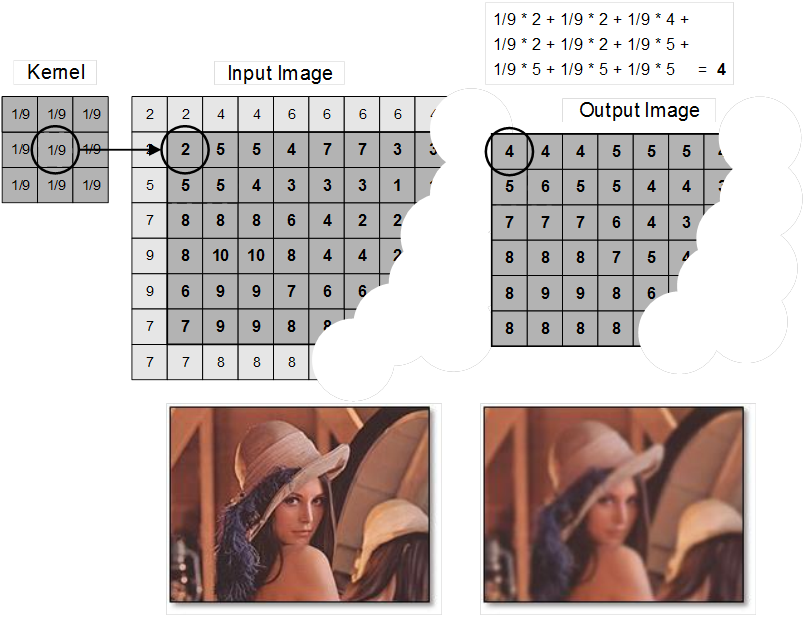 1/9 * 2 + 1/9 * 2 + 1/9 * 4 +
1/9 * 2 + 1/9 * 2 + 1/9 * 5 +
1/9 * 5 + 1/9 * 5 + 1/9 * 5 = 4
Kernel
1/9 1/9 1/9
1/9 1/9 1/9
1/9 1/9 1/9
Input Image
2 2 4 4 6 6 6 6
2 2 5 5 4 7 7 3 3
5 5 5 4 3 3 3 1
7 8 8 8 6 4 2 2
9 8 10 10 8 4 4 2
9 6 9 9 7 6 6
7 7 9 9 8 8
7 7 8 8 8
Output Image
4 4 4 5 5 5
5 6 5 5 4 4
7 7 7 6 4 3
8 8 8 7 5 4
8 9 9 8 6
8 8 8 8